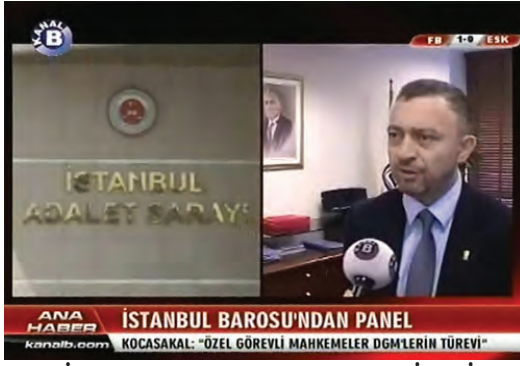 KANAL
B
FB 1-0 ESK
İSTANBUL
ADALET SARAYI
B
ANA
HABER
İSTANBUL BAROSU'NDAN PANEL
kanalb.com
KOCASAKAL: "ÖZEL GÖREVLİ MAHKEMELER DGM'LERİN TÜREVİ"